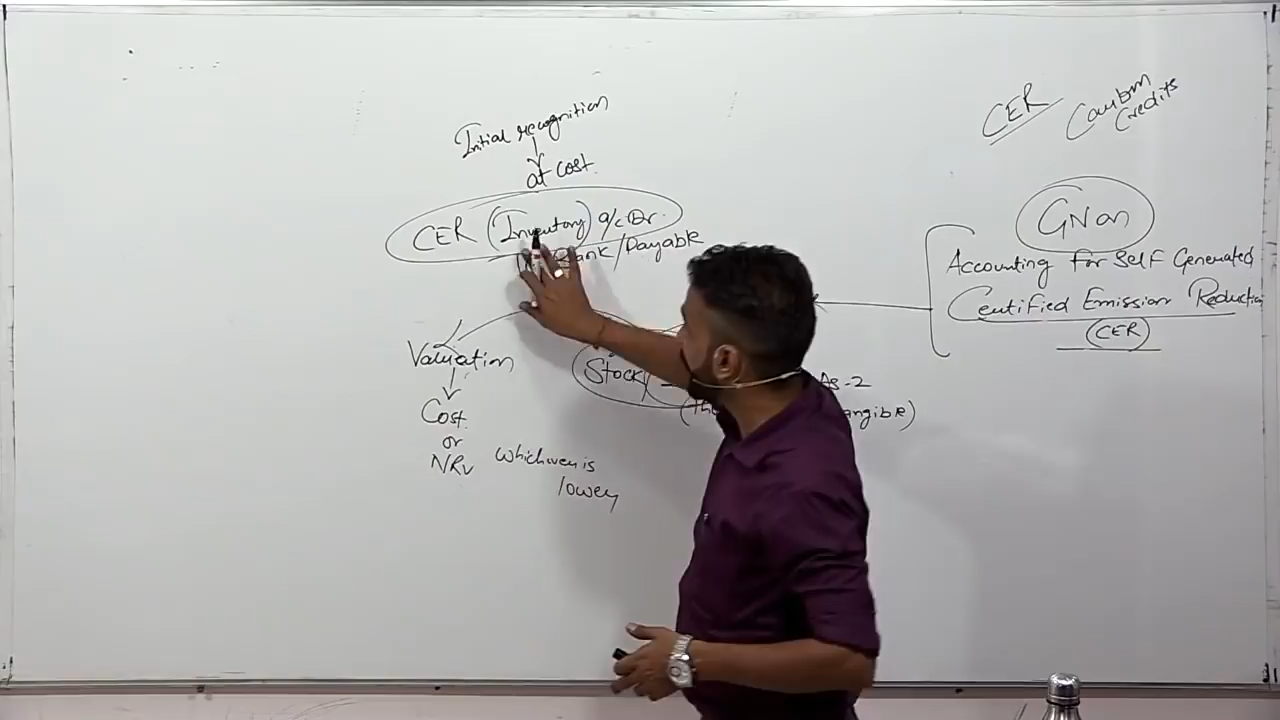 CER
Carbon
Credits
GN on
Accounting for Self Generated
Certified Emission Reduction
(CER)
Initial recognition
at cost.
CER (Inventory) a/c Dr.
Bank/Payable
Valuation
Cost
or
NRV
whichever is
lower
Stock/
AS-2
angible)